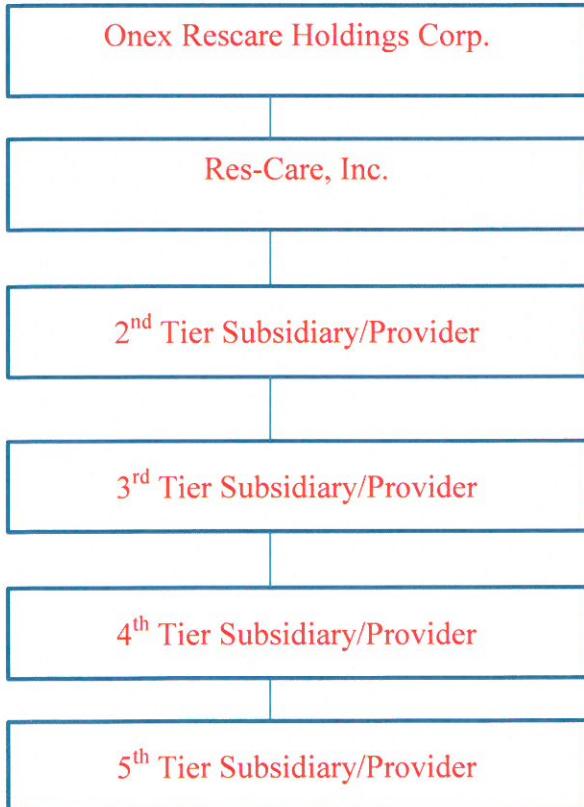 Onex Rescare Holdings Corp.
Res-Care, Inc.
2nd Tier Subsidiary/Provider
3rd Tier Subsidiary/Provider
4th Tier Subsidiary/Provider
5th Tier Subsidiary/Provider